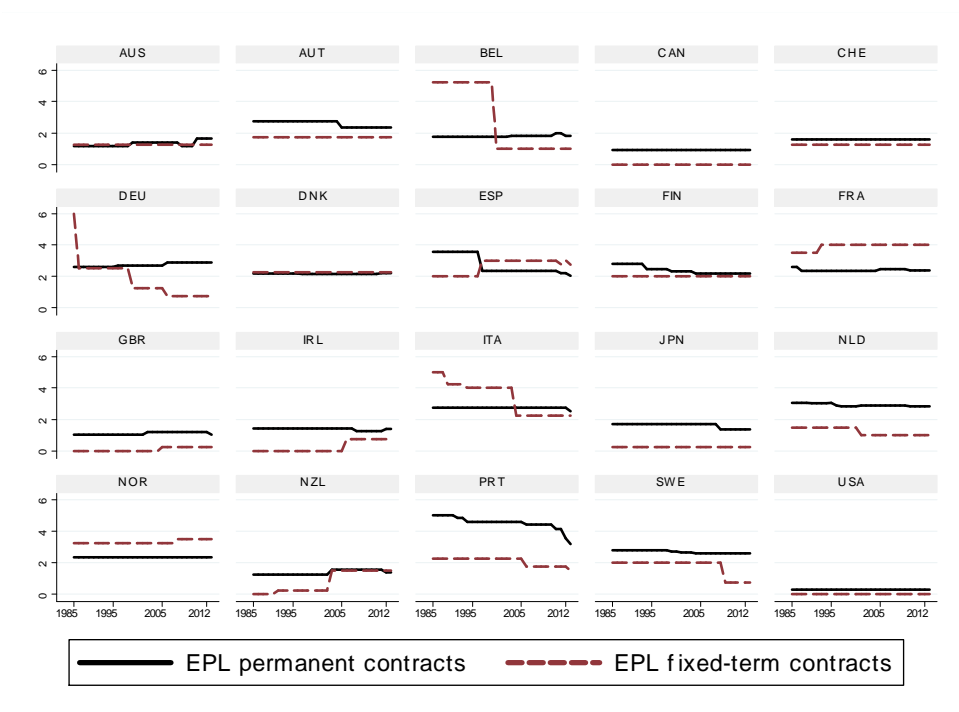 AUS AUT BEL CAN CHE
6
4
2
0
DEU DNK ESP FIN FRA
6
4
2
0
GBR IRL ITA JPN NLD
6
4
2
0
NOR NZL PRT SWE USA
6
4
2
0
1985 1995 2005 2012 1985 1995 2005 2012 1985 1995 2005 2012 1985 1995 2005 2012 1985 1995 2005 2012
EPL permanent contracts EPL fixed-term contracts